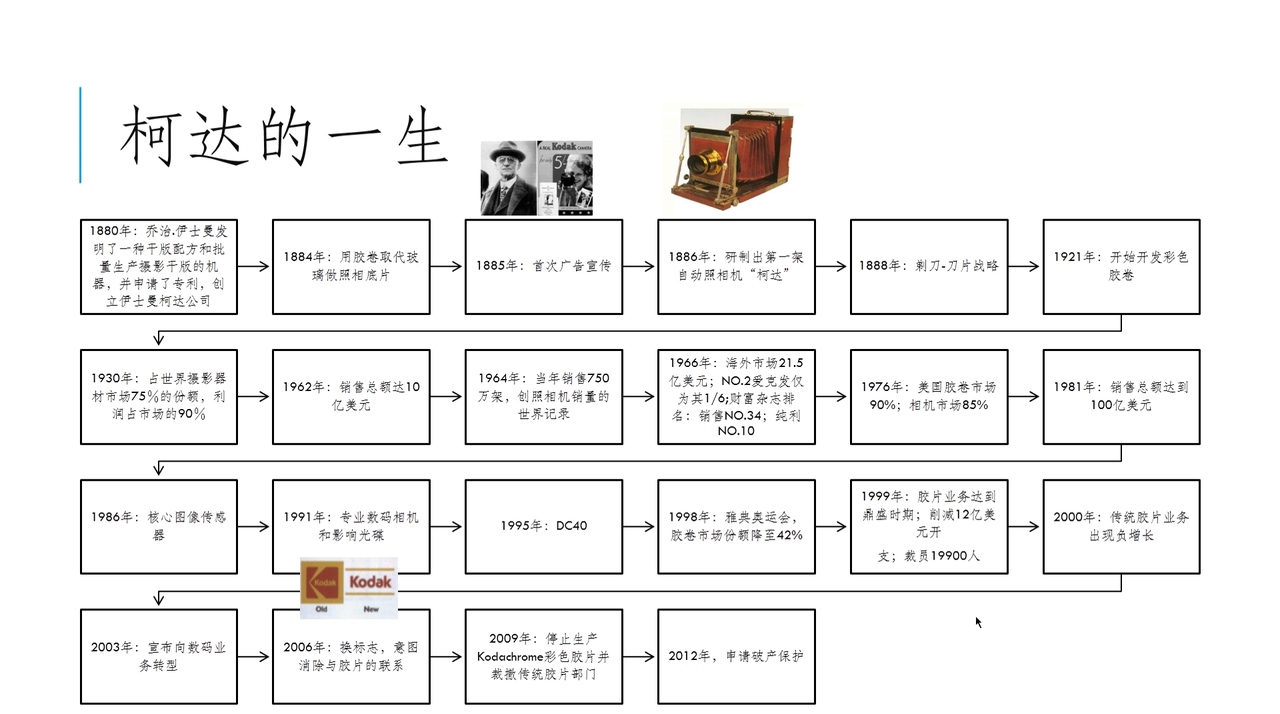 柯达的一生
A REAL Kodak CAMERA
1880年：乔治.伊士曼发
明了一种干版配方和批
量生产摄影干版的机
器，并申请了专利，创
立伊士曼柯达公司
1884年：用胶卷取代玻
璃做照相底片
1885年：首次广告宣传
1886年：研制出第一架
自动照相机“柯达”
1888年：剃刀-刀片战略
1921年：开始开发彩色
胶卷
1930年：占世界摄影器
材市场75%的份额，利
润占市场的90%
1962年：销售总额达10
亿美元
1964年：当年销售750
万架，创照相机销量的
世界记录
1966年：海外市场21.5
亿美元；NO.2爱克发仅
为其1/6;财富杂志排
名：销售NO.34；纯利
NO.10
1976年：美国胶卷市场
90%；相机市场85%
1981年：销售总额达到
100亿美元
1986年：核心图像传感
器
1991年：专业数码相机
和影响光碟
1995年：DC40
1998年：雅典奥运会，
胶卷市场份额降至42%
1999年：胶片业务达到
鼎盛时期；削减12亿美
元开
支；裁员19900人
2000年：传统胶片业务
出现负增长
Kodak
Kodak
Old New
2003年：宣布向数码业
务转型
2006年：换标志，意图
消除与胶片的联系
2009年：停止生产
Kodachrome彩色胶片并
裁撤传统胶片部门
2012年，申请破产保护